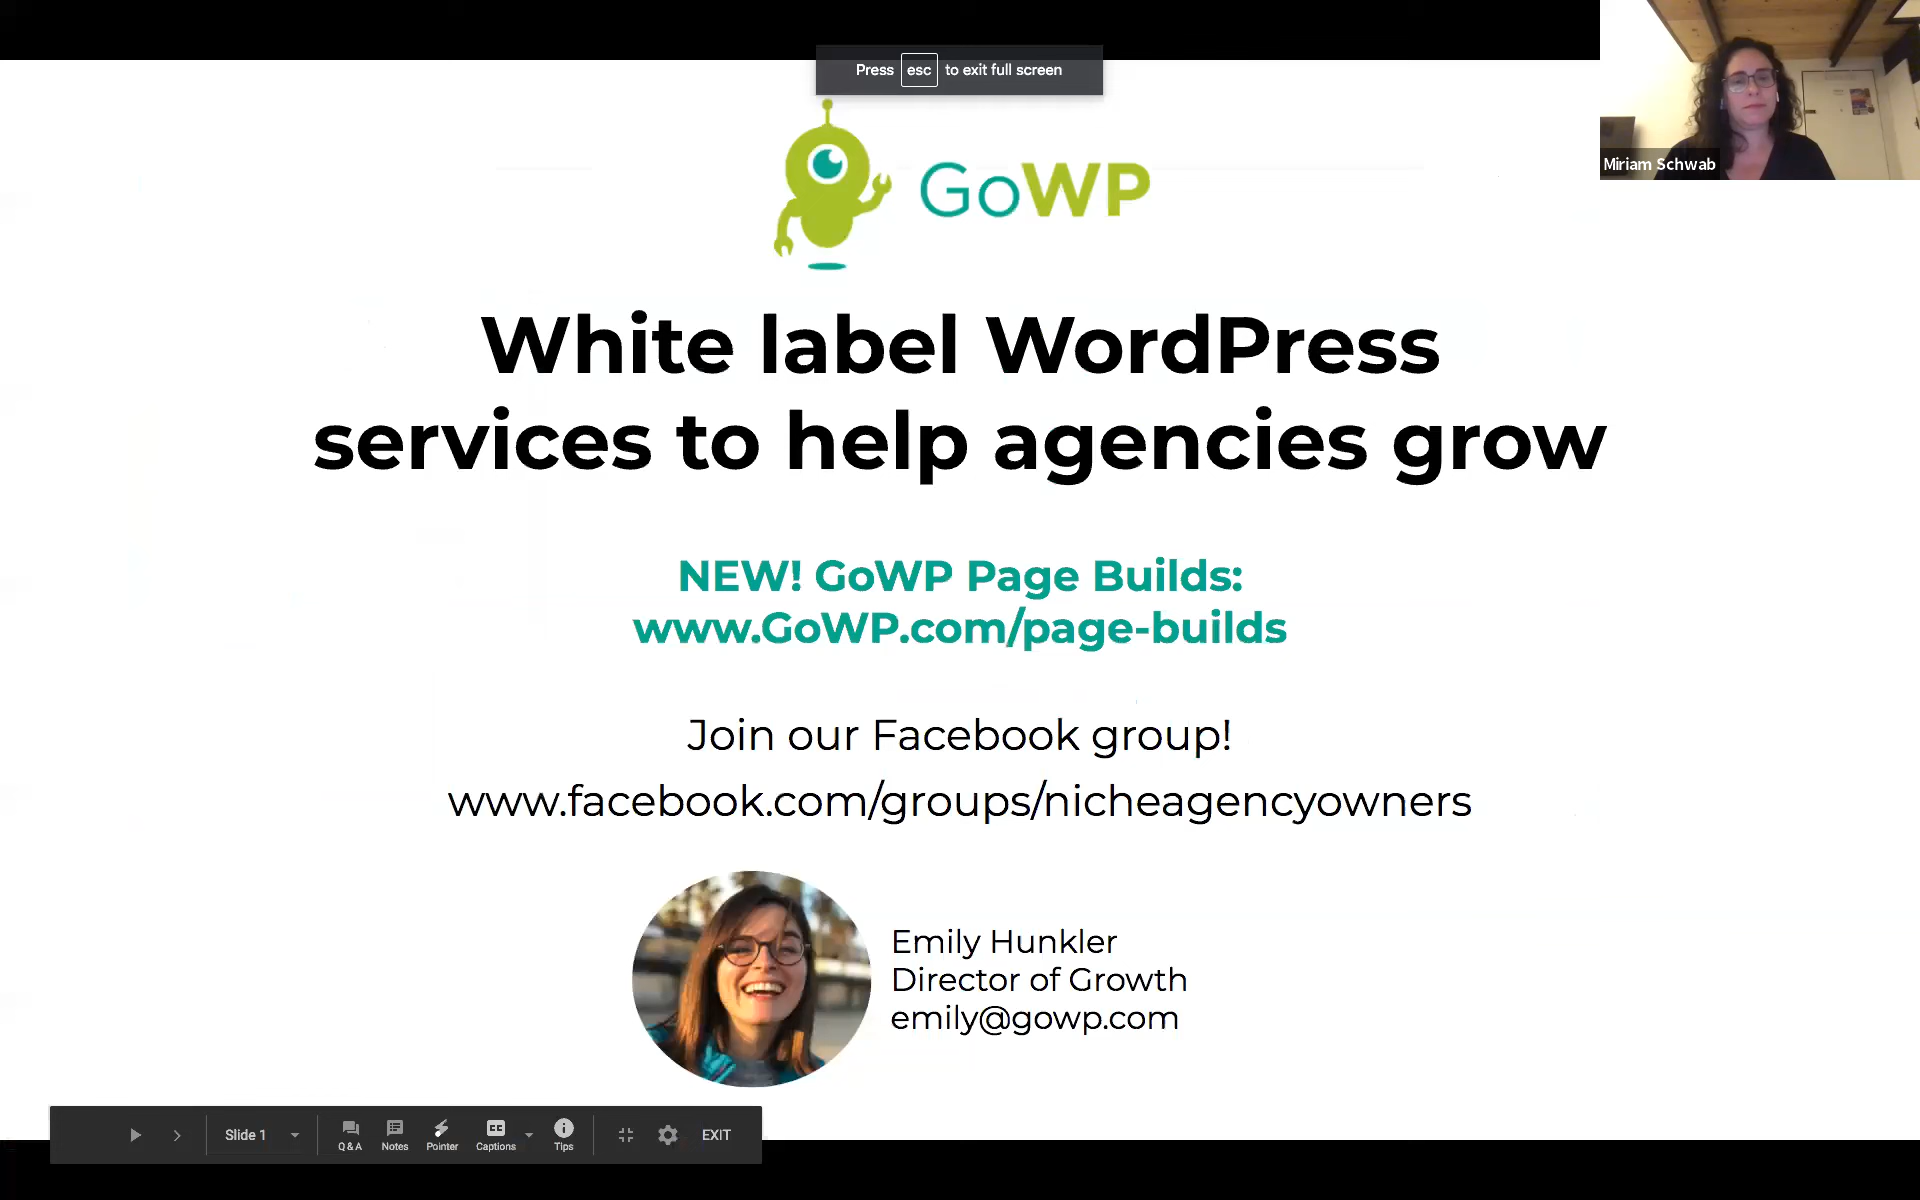 Press esc to exit full screen
Miriam Schwab
GoWP
White label WordPress
services to help agencies grow
NEW! GoWP Page Builds:
www.GoWP.com/page-builds
Join our Facebook group!
www.facebook.com/groups/nicheagencyowners
Emily Hunkler
Director of Growth
emily@gowp.com
Slide 1
Q&A
Notes
Pointer
CC
Captions
Tips
EXIT